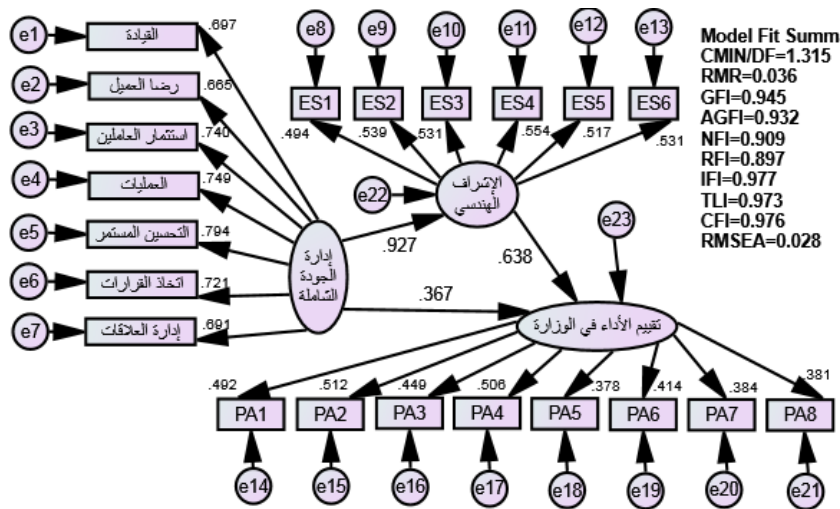 e1
القيادة
.697
e2
رضا العميل
.665
e3
استثمار العاملين
.740
e4
العمليات
.749
e5
التحسين المستمر
.794
e6
اتخاذ القرارات
.721
e7
إدارة العلاقات
.691
إدارة
الجودة
الشاملة
e8
e9
e10
e11
e12
e13
ES1
ES2
ES3
ES4
ES5
ES6
.494
.539
.531
.554
.517
.531
e22
الإشراف
الهندسي
.927
.638
.367
e23
تقييم الأداء في الوزارة
.492
.512
.449
.506
.378
.414
.384
.381
PA1
PA2
PA3
PA4
PA5
PA6
PA7
PA8
e14
e15
e16
e17
e18
e19
e20
e21
Model Fit Summ
CMIN/DF=1.315
RMR=0.036
GFI=0.945
AGFI=0.932
NFI=0.909
RFI=0.897
IFI=0.977
TLI=0.973
CFI=0.976
RMSEA=0.028